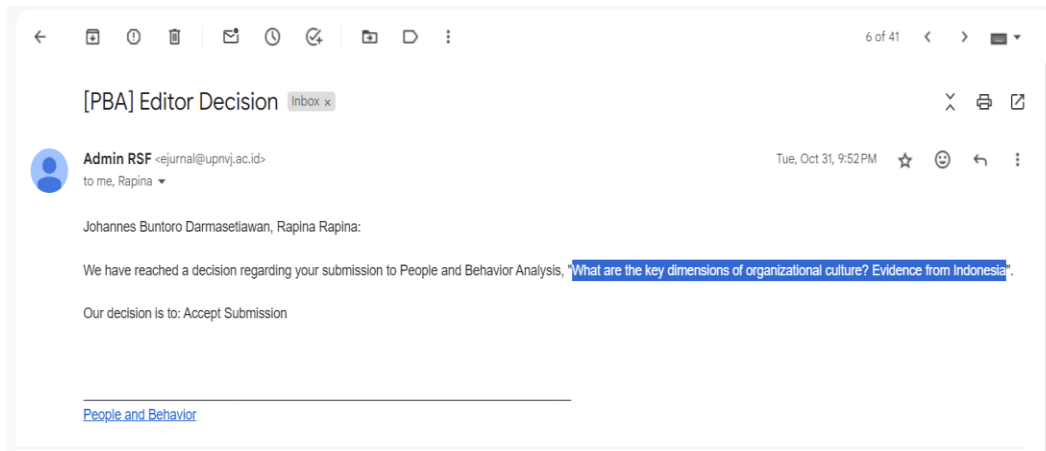 6 of 41
[PBA] Editor Decision Inbox x
Admin RSF <ejurnal@upnvj.ac.id> Tue, Oct 31, 9:52 PM
to me, Rapina
Johannes Buntoro Darmasetiawan, Rapina Rapina:
We have reached a decision regarding your submission to People and Behavior Analysis, "What are the key dimensions of organizational culture? Evidence from Indonesia".
Our decision is to: Accept Submission
People and Behavior